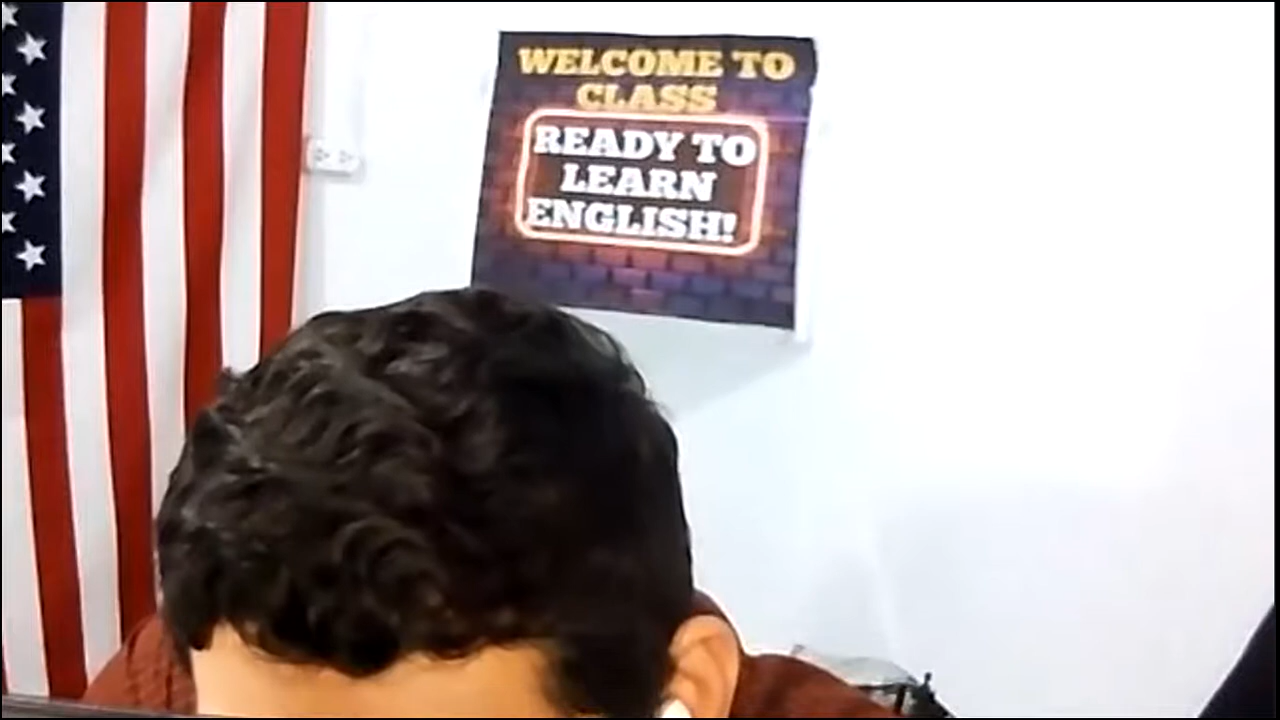 WELCOME TO
CLASS
READY TO
LEARN
ENGLISH!